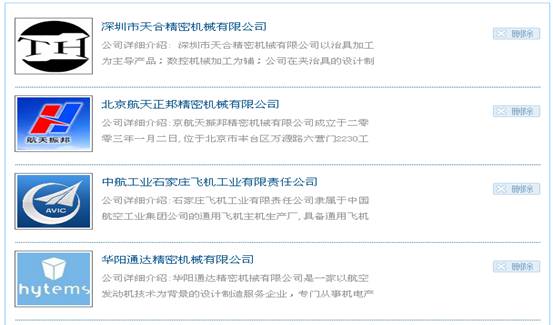 TH
深圳市天合精密机械有限公司
删除
公司详细介绍: 深圳市天合精密机械有限公司以治具加工
为主导产品;数控机械加工为辅;公司在夹治具的设计制
北京航天正邦精密机械有限公司
删除
公司详细介绍:京航天振邦精密机械有限公司成立于二零
零三年一月二日,位于北京市丰台区万源路六营门2230工
航天振邦
中航工业石家庄飞机工业有限责任公司
删除
公司详细介绍:石家庄飞机工业有限责任公司隶属于中国
航空工业集团公司的通用飞机主机生产厂,具备通用飞机
AVIC
华阳通达精密机械有限公司
删除
公司详细介绍:华阳通达精密机械有限公司是一家以航空
发动机技术为背景的设计制造服务企业，专门从事机电产
hytems